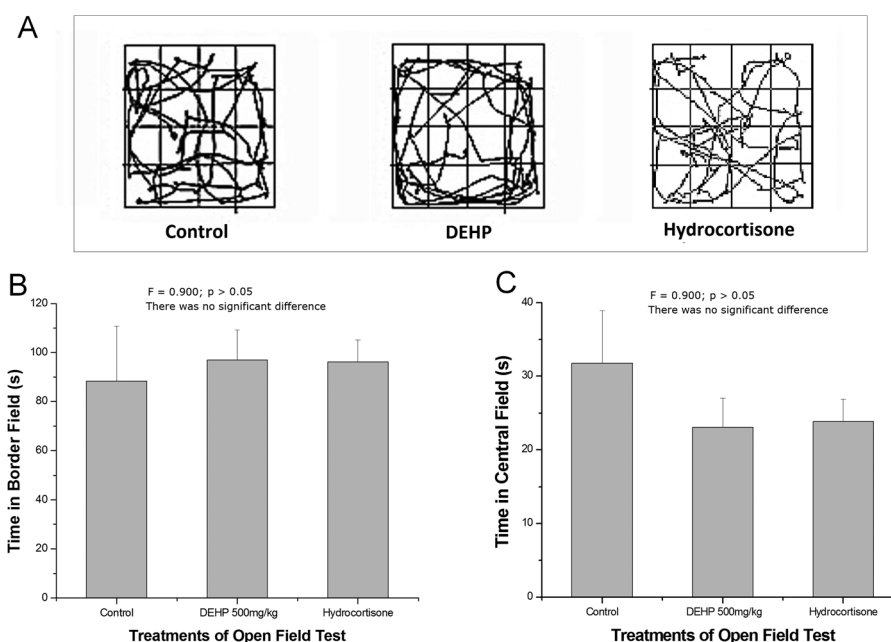 A
Control
DEHP
Hydrocortisone
B
F = 0.900; p > 0.05
There was no significant difference
120
100
80
60
40
20
0
Time in Border Field (s)
Control
DEHP 500mg/kg
Hydrocortisone
Treatments of Open Field Test
C
F = 0.900; p > 0.05
There was no significant difference
40
30
20
10
0
Time in Central Field (s)
Control
DEHP 500mg/kg
Hydrocortisone
Treatments of Open Field Test